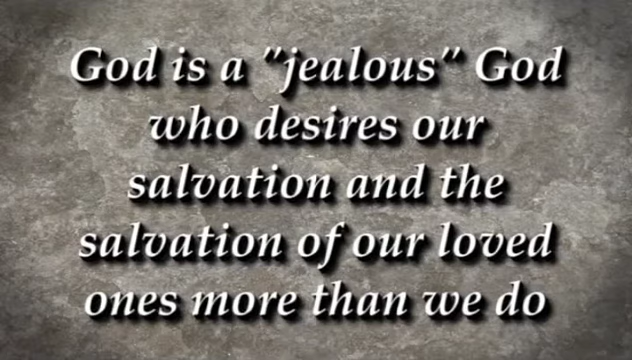 God is a "jealous" God
who desires our
salvation and the
salvation of our loved
ones more than we do